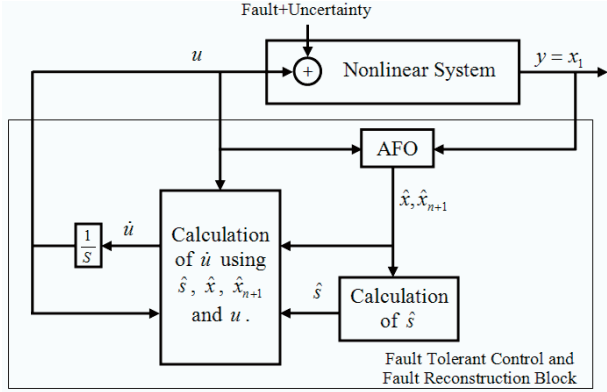 Fault+Uncertainty
u
+
Nonlinear System
y = x₁
AFO
x̂, x̂ₙ₊₁
1/S
u̇
Calculation
of u̇ using
ŝ , x̂ , x̂ₙ₊₁
and u .
ŝ
Calculation
of ŝ
Fault Tolerant Control and
Fault Reconstruction Block